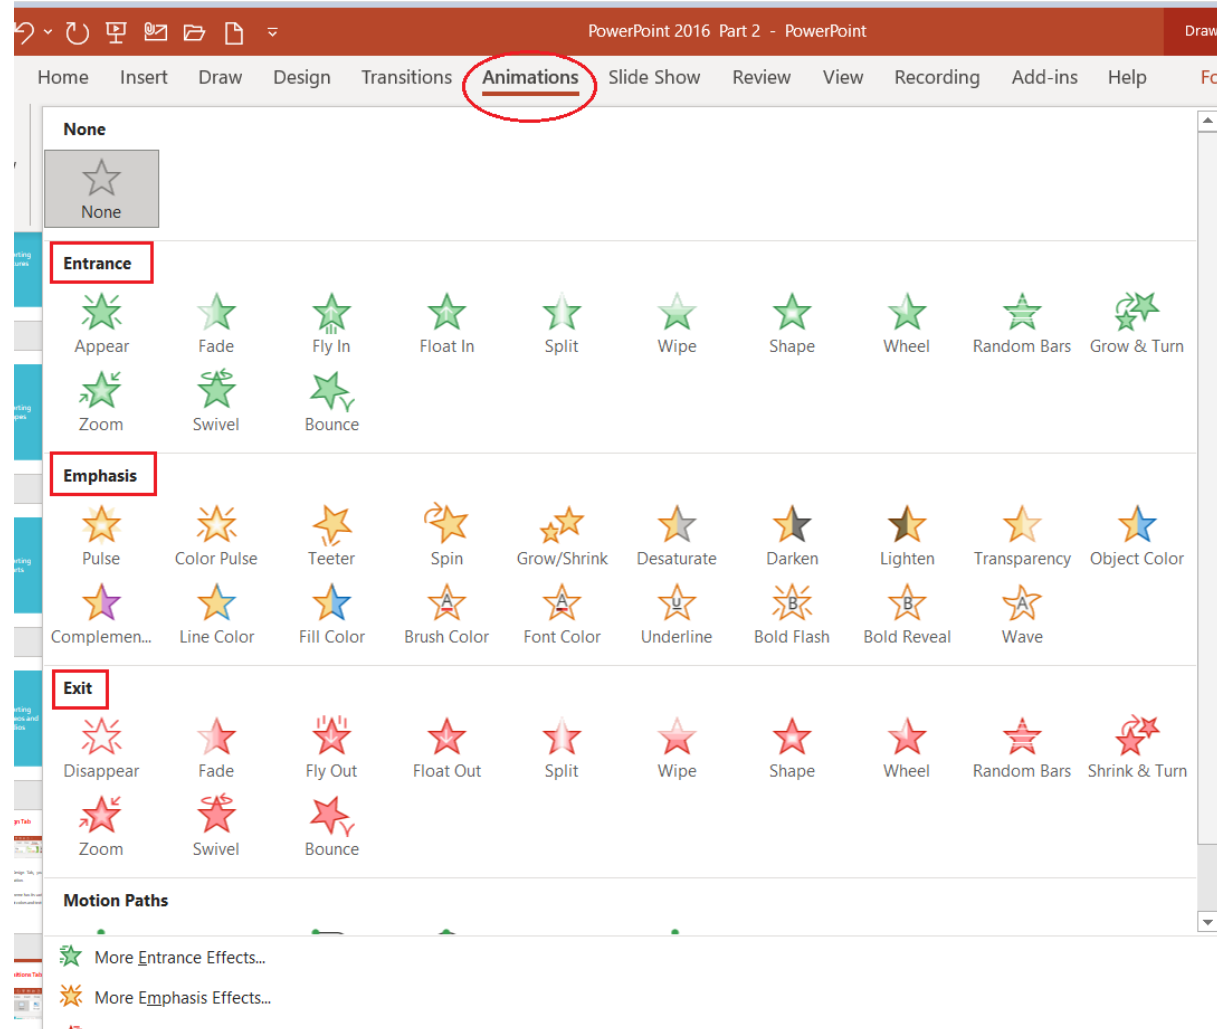 PowerPoint 2016 Part 2 - PowerPoint Draw
Home Insert Draw Design Transitions Animations Slide Show Review View Recording Add-ins Help Fo
None
None
Entrance
Appear Fade Fly In Float In Split Wipe Shape Wheel Random Bars Grow & Turn
Zoom Swivel Bounce
Emphasis
Pulse Color Pulse Teeter Spin Grow/Shrink Desaturate Darken Lighten Transparency Object Color
Complemen... Line Color Fill Color Brush Color Font Color Underline Bold Flash Bold Reveal Wave
Exit
Disappear Fade Fly Out Float Out Split Wipe Shape Wheel Random Bars Shrink & Turn
Zoom Swivel Bounce
Motion Paths
More Entrance Effects...
More Emphasis Effects...